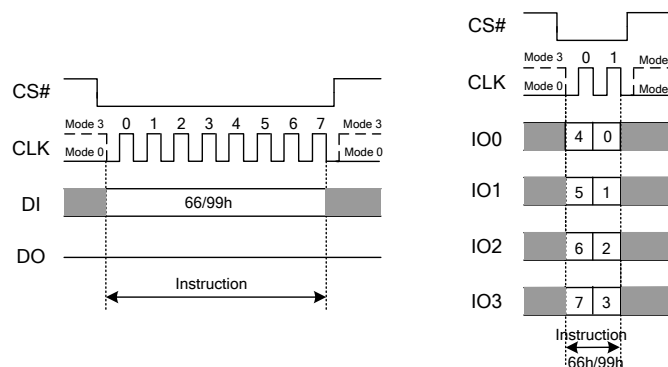 CS#
Mode 3 0 1 2 3 4 5 6 7 Mode 3
CLK Mode 0 Mode 0
DI 66/99h
DO
Instruction
CS#
Mode 3 0 1 Mode
CLK Mode 0 Mode
IO0 4 0
IO1 5 1
IO2 6 2
IO3 7 3
Instruction
66h/99h